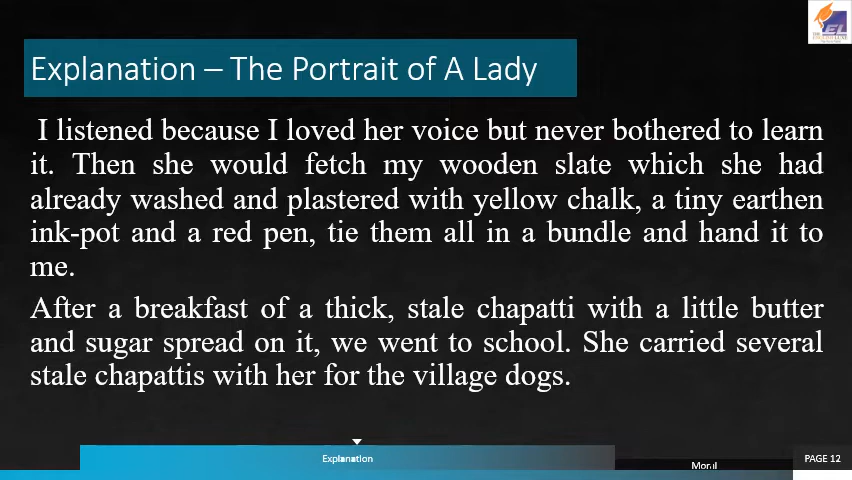 EL
Explanation – The Portrait of A Lady
I listened because I loved her voice but never bothered to learn
it. Then she would fetch my wooden slate which she had
already washed and plastered with yellow chalk, a tiny earthen
ink-pot and a red pen, tie them all in a bundle and hand it to
me.
After a breakfast of a thick, stale chapatti with a little butter
and sugar spread on it, we went to school. She carried several
stale chapattis with her for the village dogs.
Explanation
Moral
PAGE 12